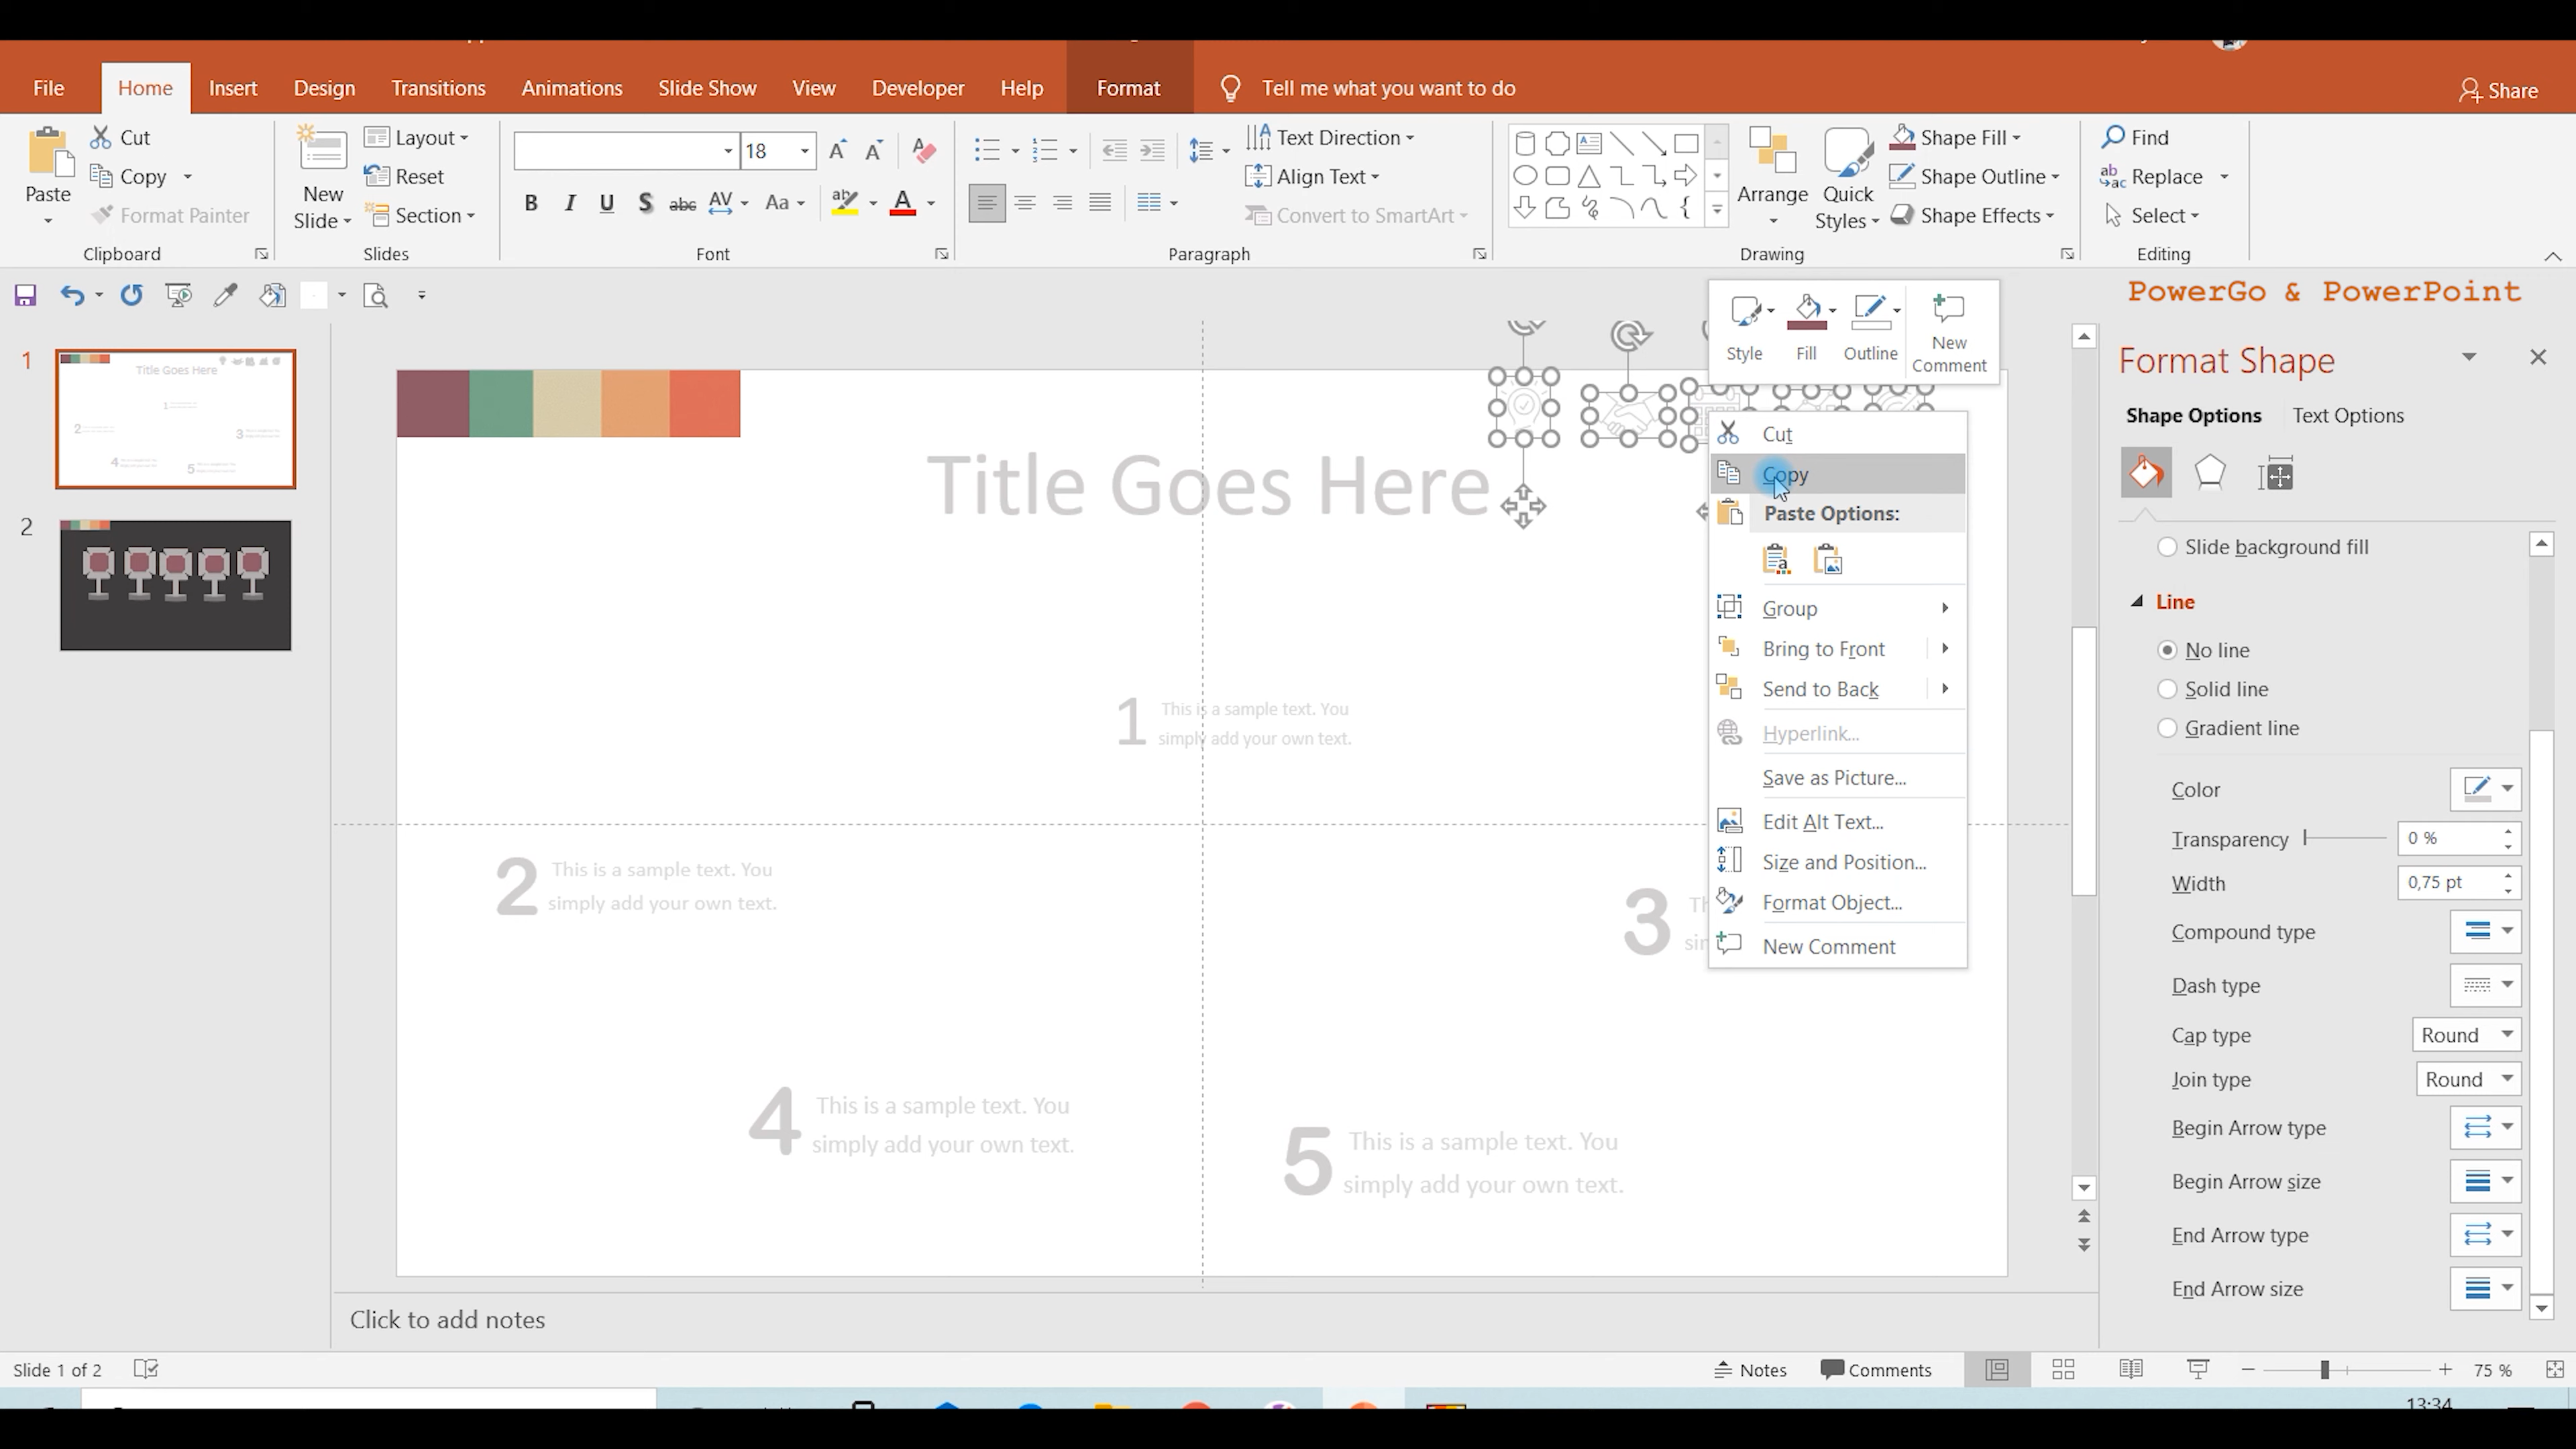 File Home Insert Design Transitions Animations Slide Show View Developer Help Format Tell me what you want to do Share
Paste
Cut
Copy
Format Painter
Clipboard
New Slide
Layout
Reset
Section
Slides
18
B I U S abc AV Aa aby A
Font
Text Direction
Align Text
Convert to SmartArt
Paragraph
Arrange
Quick Styles
Shape Fill
Shape Outline
Shape Effects
Drawing
Find
Replace
Select
Editing
PowerGo & PowerPoint
Style Fill Outline New Comment
1
Title Goes Here
2
Title Goes Here
1 This is a sample text. You
simply add your own text.
2 This is a sample text. You
simply add your own text.
3
4 This is a sample text. You
simply add your own text.
5 This is a sample text. You
simply add your own text.
Cut
Copy
Paste Options:
Group
Bring to Front
Send to Back
Hyperlink...
Save as Picture...
Edit Alt Text...
Size and Position...
Format Object...
New Comment
Format Shape
Shape Options Text Options
Slide background fill
Line
No line
Solid line
Gradient line
Color
Transparency 0 %
Width 0,75 pt
Compound type
Dash type
Cap type Round
Join type Round
Begin Arrow type
Begin Arrow size
End Arrow type
End Arrow size
Click to add notes
Slide 1 of 2 Notes Comments 75 %
13:34